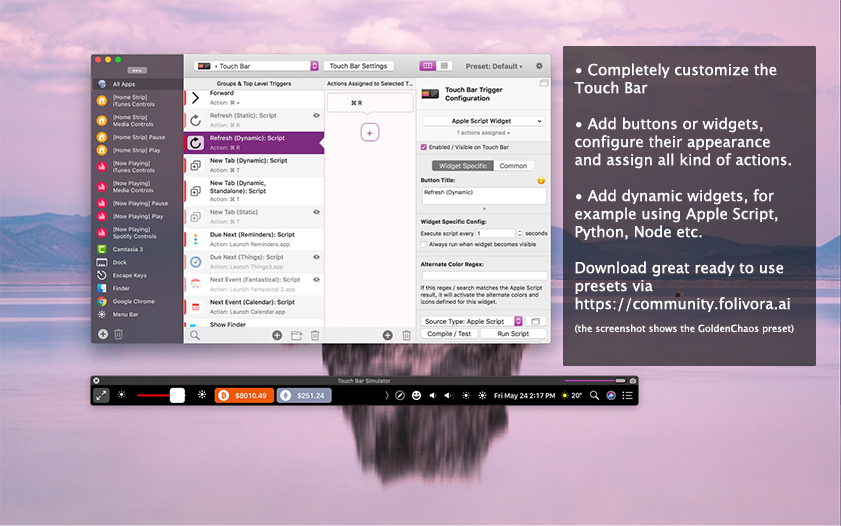 + Touch Bar
Touch Bar Settings
Preset: Default
Groups & Top Level Triggers
Actions Assigned to Selected T...
All Apps
[Home Strip]
iTunes Controls
[Home Strip]
Media Controls
[Home Strip] Pause
[Home Strip] Play
[Now Playing]
iTunes Controls
[Now Playing]
Media Controls
[Now Playing] Pause
[Now Playing] Play
[Now Playing]
Spotify Controls
Camtasia 3
Dock
Escape Keys
Finder
Google Chrome
Menu Bar
Forward
Action: ⌘ →
Refresh (Static): Script
Action: ⌘ R
Refresh (Dynamic): Script
Action: ⌘ R
New Tab (Dynamic): Script
Action: ⌘ T
New Tab (Dynamic,
Standalone): Script
Action: ⌘ T
New Tab (Static)
Action: ⌘ T
Due Next (Reminders): Script
Action: Launch Reminders.app
Due Next (Things): Script
Action: Launch Things3.app
Next Event (Fantastical): Script
Action: Launch Fantastical 2.app
Next Event (Calendar): Script
Action: Launch Calendar.app
Show Finder
⌘ R
+
Touch Bar Trigger
Configuration
Apple Script Widget
1 actions assigned +
Enabled / Visible on Touch Bar
Widget Specific
Common
Button Title:
Refresh (Dynamic)
Widget Specific Config:
Execute script every 1 seconds
Always run when widget becomes visible
Alternate Color Regex:
If this regex / search matches the Apple Script
result, it will activate the alternate colors and
icons defined for this widget.
Source Type: Apple Script
Compile / Test
Run Script
• Completely customize the
Touch Bar
• Add buttons or widgets,
configure their appearance
and assign all kind of actions.
• Add dynamic widgets, for
example using Apple Script,
Python, Node etc.
Download great ready to use
presets via
https://community.folivora.ai
(the screenshot shows the GoldenChaos preset)
Touch Bar Simulator
$8010.49
$251.24
Fri May 24 2:17 PM
20°